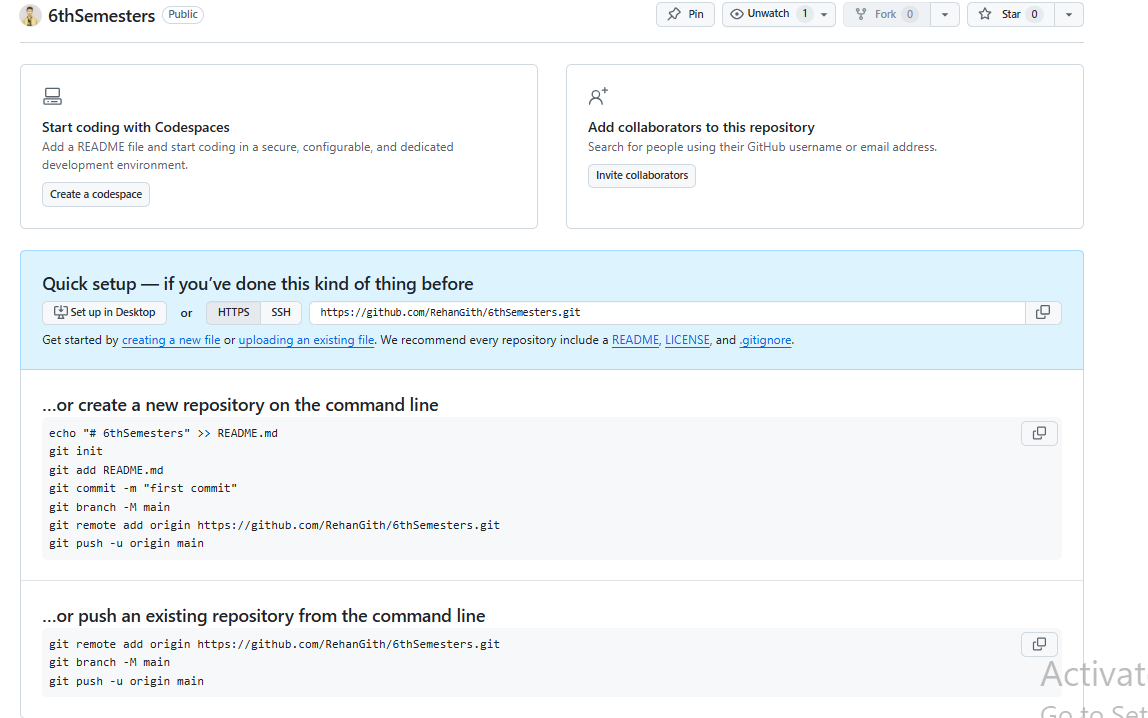 6thSemesters Public
Pin Unwatch 1 Fork 0 Star 0
Start coding with Codespaces
Add a README file and start coding in a secure, configurable, and dedicated
development environment.
Create a codespace
Add collaborators to this repository
Search for people using their GitHub username or email address.
Invite collaborators
Quick setup — if you’ve done this kind of thing before
Set up in Desktop or HTTPS SSH https://github.com/RehanGith/6thSemesters.git
Get started by creating a new file or uploading an existing file. We recommend every repository include a README, LICENSE, and .gitignore.
…or create a new repository on the command line
echo "# 6thSemesters" >> README.md
git init
git add README.md
git commit -m "first commit"
git branch -M main
git remote add origin https://github.com/RehanGith/6thSemesters.git
git push -u origin main
…or push an existing repository from the command line
git remote add origin https://github.com/RehanGith/6thSemesters.git
git branch -M main
git push -u origin main
Activat
Go to Set